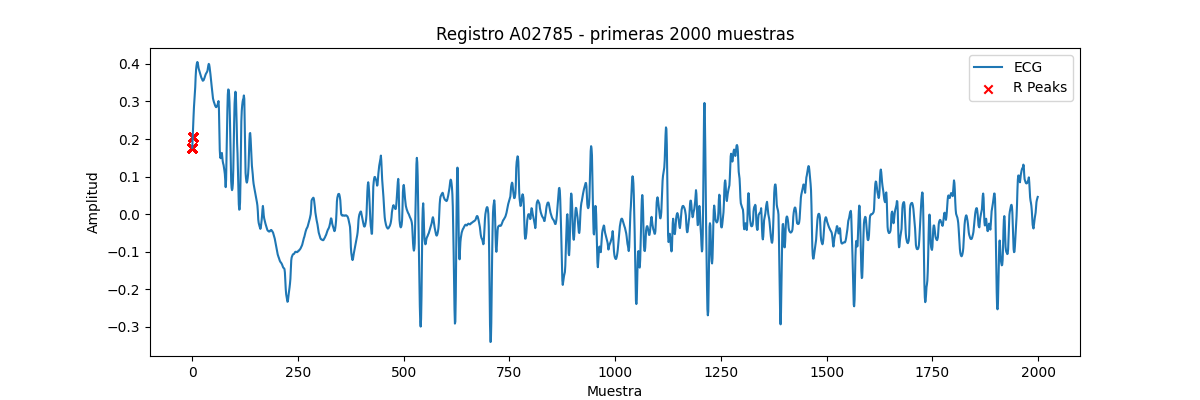 Registro A02785 - primeras 2000 muestras
ECG
R Peaks
Amplitud
0.4
0.3
0.2
0.1
0.0
−0.1
−0.2
−0.3
0 250 500 750 1000 1250 1500 1750 2000
Muestra